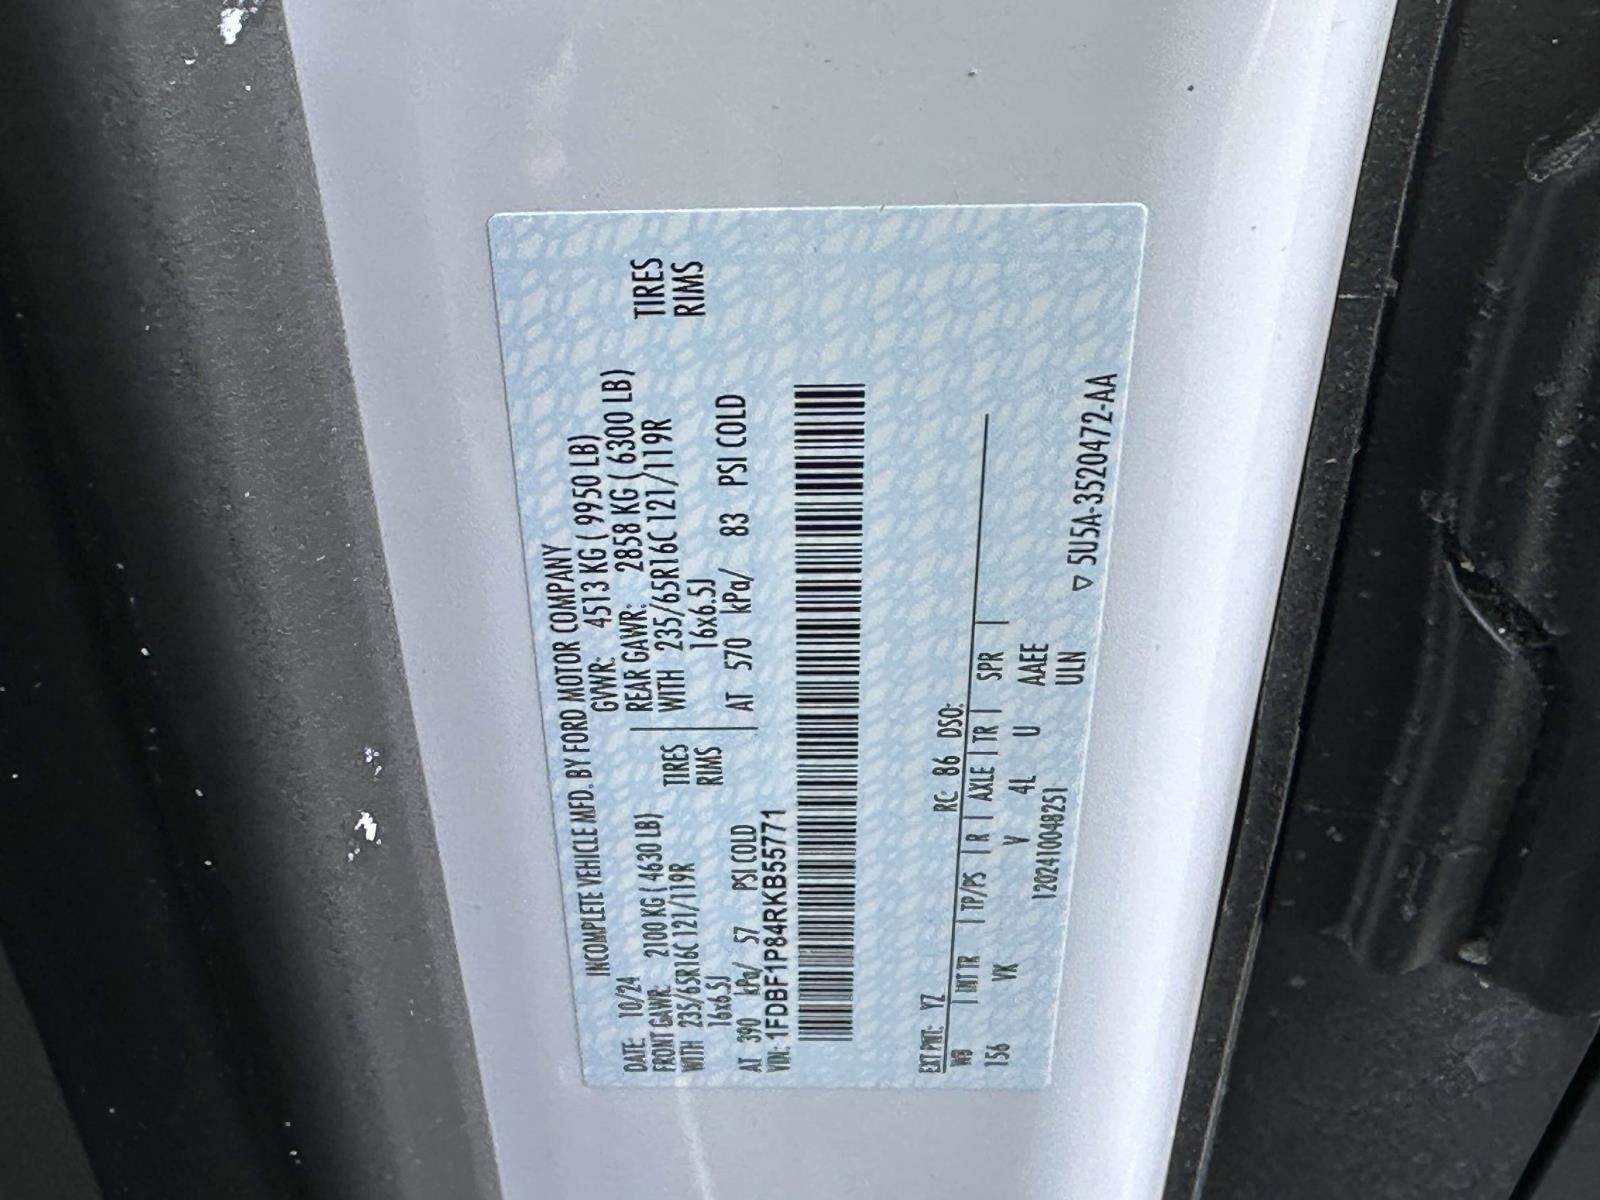 INCOMPLETE VEHICLE MFD. BY FORD MOTOR COMPANY
DATE: 10/24 GVWR: 4513 KG ( 9950 LB)
FRONT GAWR: 2100 KG ( 4630 LB) REAR GAWR: 2858 KG ( 6300 LB)
WITH 235/65R16C 121/119R TIRES WITH 235/65R16C 121/119R TIRES
16x6.5J RIMS 16x6.5J RIMS
AT 390 kPa/ 57 PSI COLD AT 570 kPa/ 83 PSI COLD
VIN: 1FDBF1P84RKB55771
EXT PNT: YZ RC: 86 DSO:
WB | INT TR | TP/PS | R | AXLE | TR | SPR |
156 VK V 4L U AAEE
1202410048251 ULN
▽ 5U5A-3520472-AA